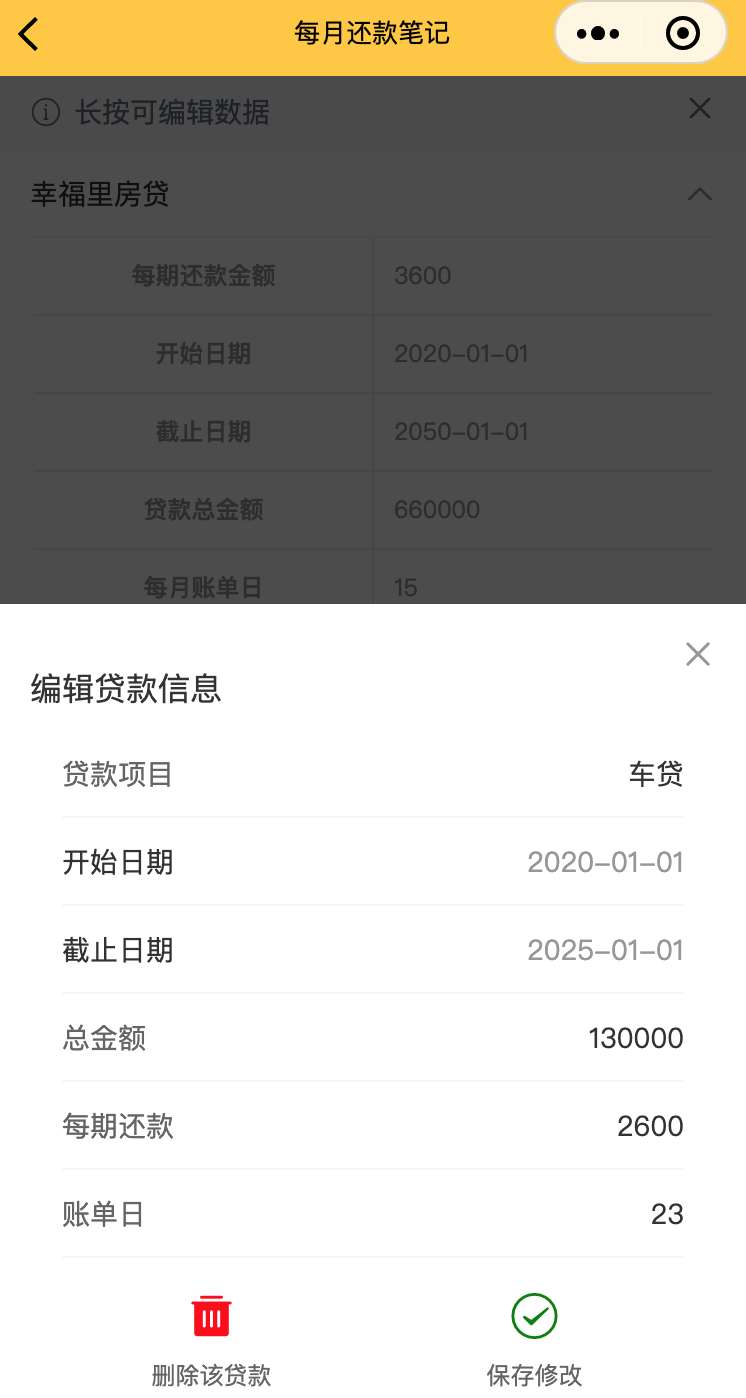 每月还款笔记
长按可编辑数据
幸福里房贷
每期还款金额 3600
开始日期 2020-01-01
截止日期 2050-01-01
贷款总金额 660000
每月账单日 15
编辑贷款信息
贷款项目 车贷
开始日期 2020-01-01
截止日期 2025-01-01
总金额 130000
每期还款 2600
账单日 23
删除该贷款 保存修改